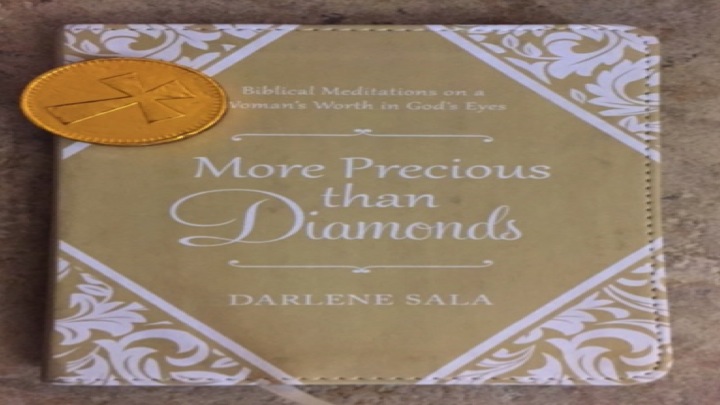 Biblical Meditations on a
Woman's Worth in God's Eyes
More Precious
than
Diamonds
DARLENE SALA